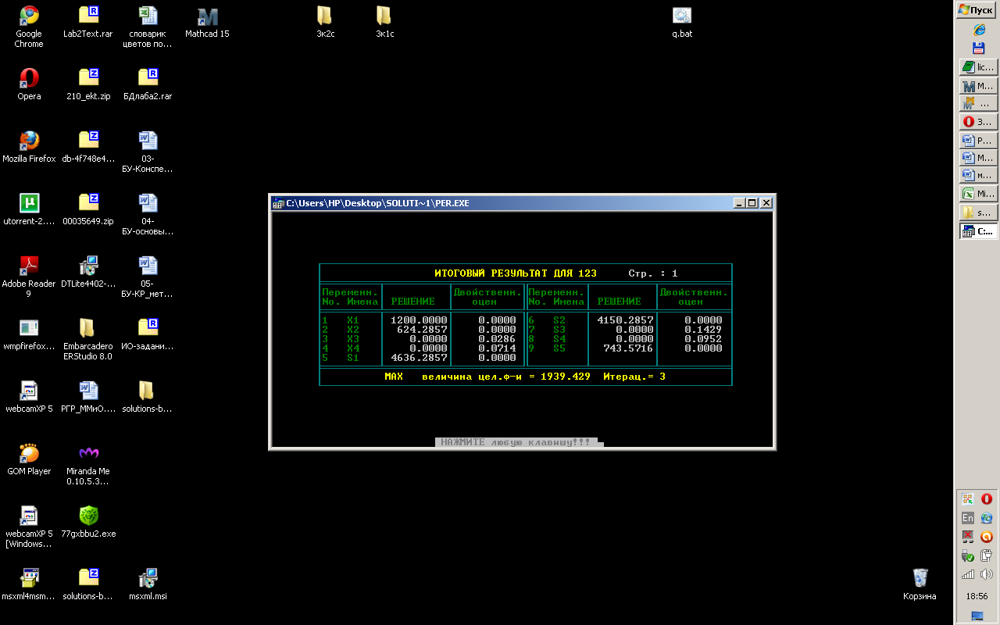 Google
Chrome
Lab2Text.rar
словарик
цветов по...
Mathcad 15
3к2с
3к1с
q.bat
Opera
210_ekt.zip
БДлаба2.rar
Mozilla Firefox
db-4f748e4...
03-
БУ-Конспе...
utorrent-2....
00035649.zip
04-
БУ-основы...
Adobe Reader
9
DTLite4402-...
05-
БУ-КР_мет...
wmpfirefox...
Embarcadero
ERStudio 8.0
ИО-задани...
webcamXP 5
РГР_ММиО....
solutions-b...
GOM Player
Miranda Me
0.10.5.3...
webcamXP 5
[Windows...
77gxbbu2.exe
msxml4msm...
solutions-b...
msxml.msi
C:\Users\HP\Desktop\SOLUTI~1\PER.EXE
ИТОГОВЫЙ РЕЗУЛЬТАТ ДЛЯ 123 Стр. : 1
Переменн. Двойственн. Переменн. Двойственн.
No. Имена РЕШЕНИЕ оцен No. Имена РЕШЕНИЕ оцен
1 X1 1200.0000 0.0000 6 S2 4150.2857 0.0000
2 X2 624.2857 0.0000 7 S3 0.0000 0.1429
3 X3 0.0000 0.0286 8 S4 0.0000 0.0952
4 X4 0.0000 0.0714 9 S5 743.5716 0.0000
5 S1 4636.2857 0.0000
MAX величина цел.ф-и = 1939.429 Итерац.= 3
НАЖМИТЕ любую клавишу!!!
Корзина
Пуск
lic...
M...
...
З...
Р...
М...
м...
Mi...
s...
C:...
En
18:56